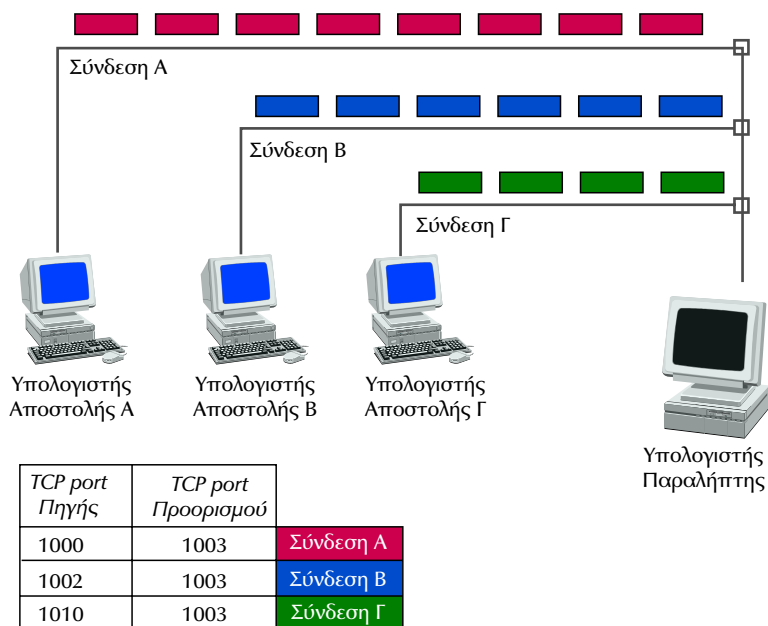 Σύνδεση Α
Σύνδεση Β
Σύνδεση Γ
Υπολογιστής
Αποστολής Α
Υπολογιστής
Αποστολής Β
Υπολογιστής
Αποστολής Γ
Υπολογιστής
Παραλήπτης
TCP port
Πηγής
TCP port
Προορισμού
1000 1003 Σύνδεση Α
1002 1003 Σύνδεση Β
1010 1003 Σύνδεση Γ